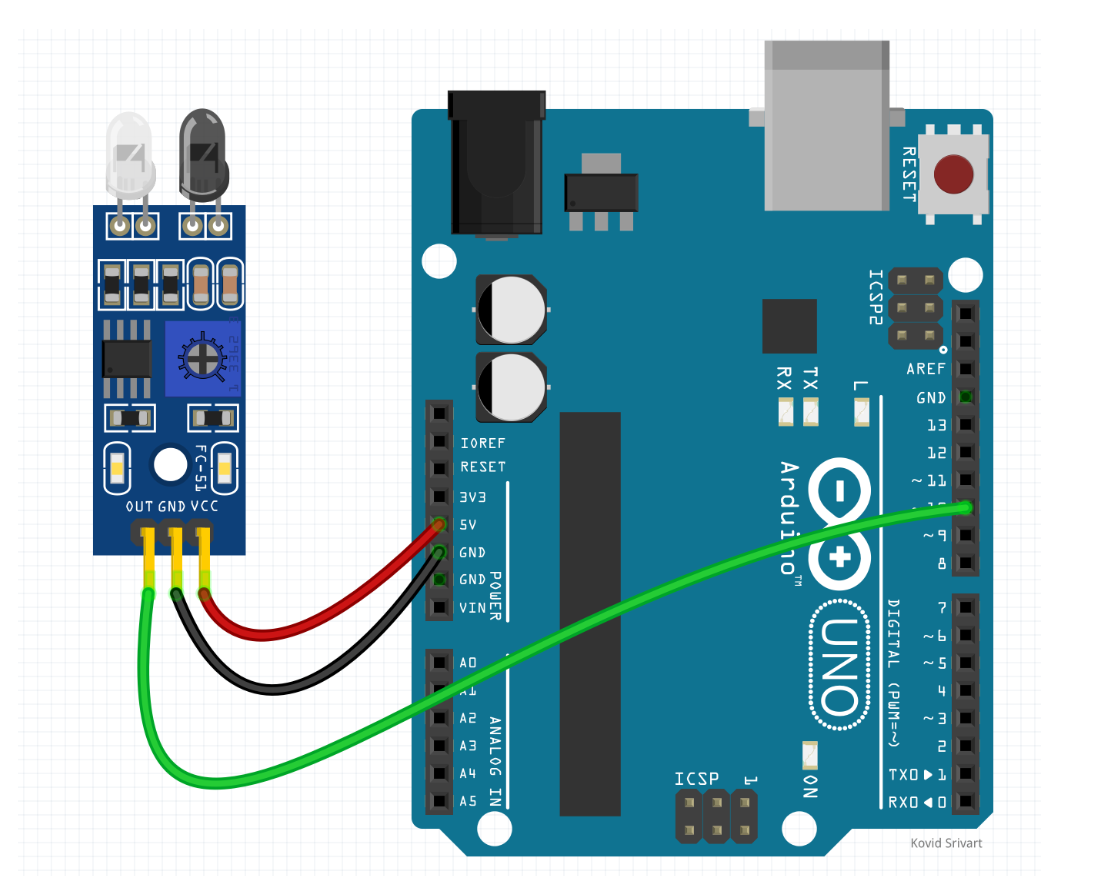 RESET
ICSP2
AREF
GND
13
12
~11
~9
8
RX
TX
L
IOREF
RESET
3V3
5V
GND
GND
VIN
POWER
Arduino™
UNO
7
~6
~5
4
~3
2
TX0▶1
RX0◀0
DIGITAL (PWM=~)
A0
A1
A2
A3
A4
A5
ANALOG IN
ICSP
1
ON
FC-51
OUT GND VCC
Kovid Srivart